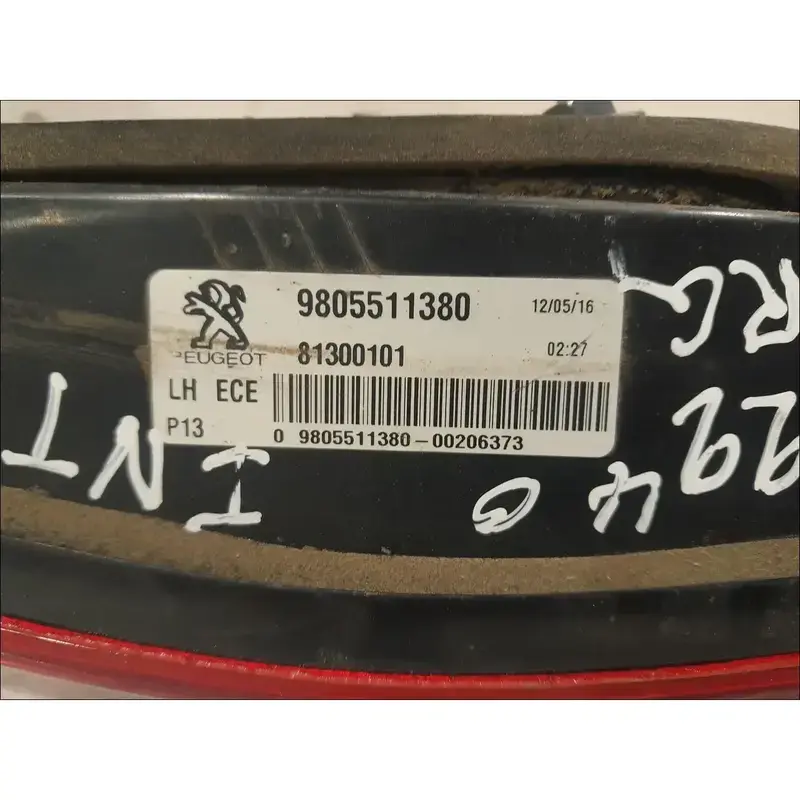 PEUGEOT
9805511380 12/05/16
81300101 02:27
LH ECE
P13
0 9805511380-00206373
INT